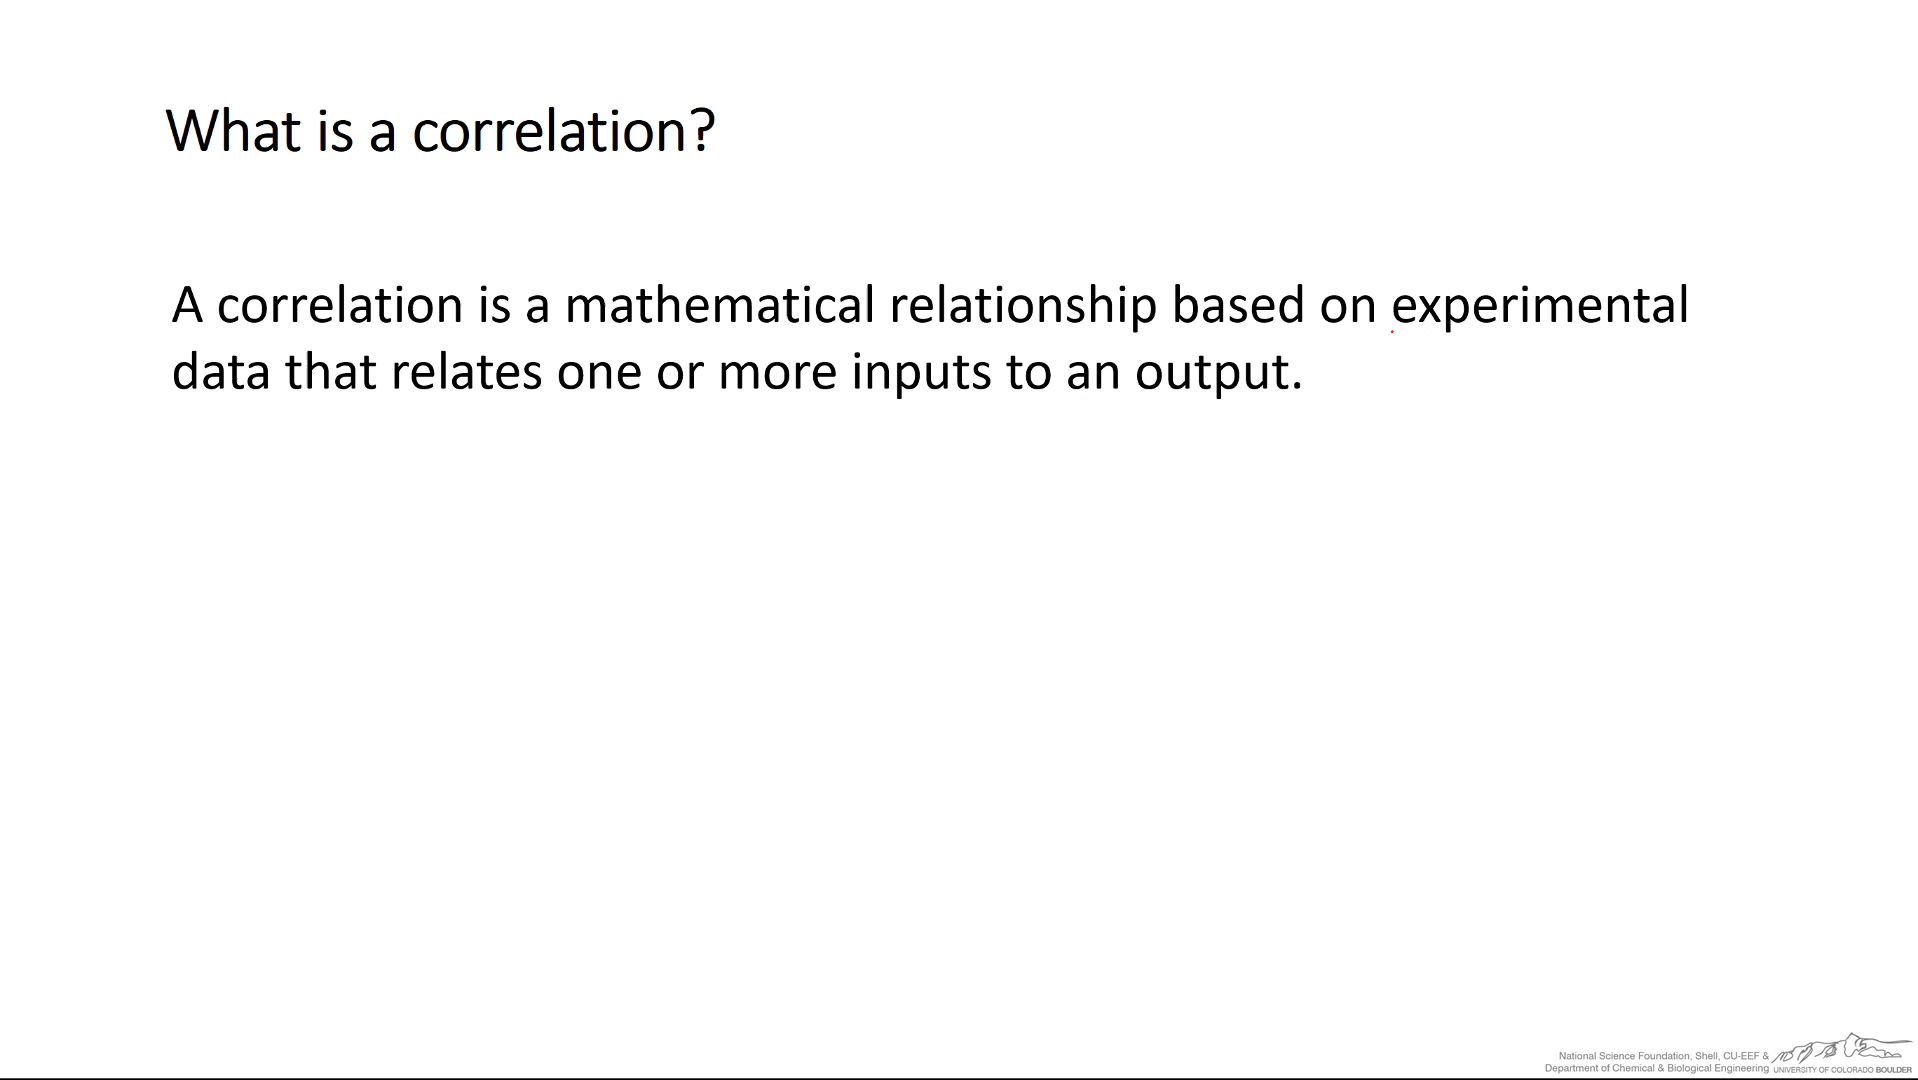 What is a correlation?
A correlation is a mathematical relationship based on experimental
data that relates one or more inputs to an output.
National Science Foundation, Shell, CU-EEF &
Department of Chemical & Biological Engineering UNIVERSITY OF COLORADO BOULDER